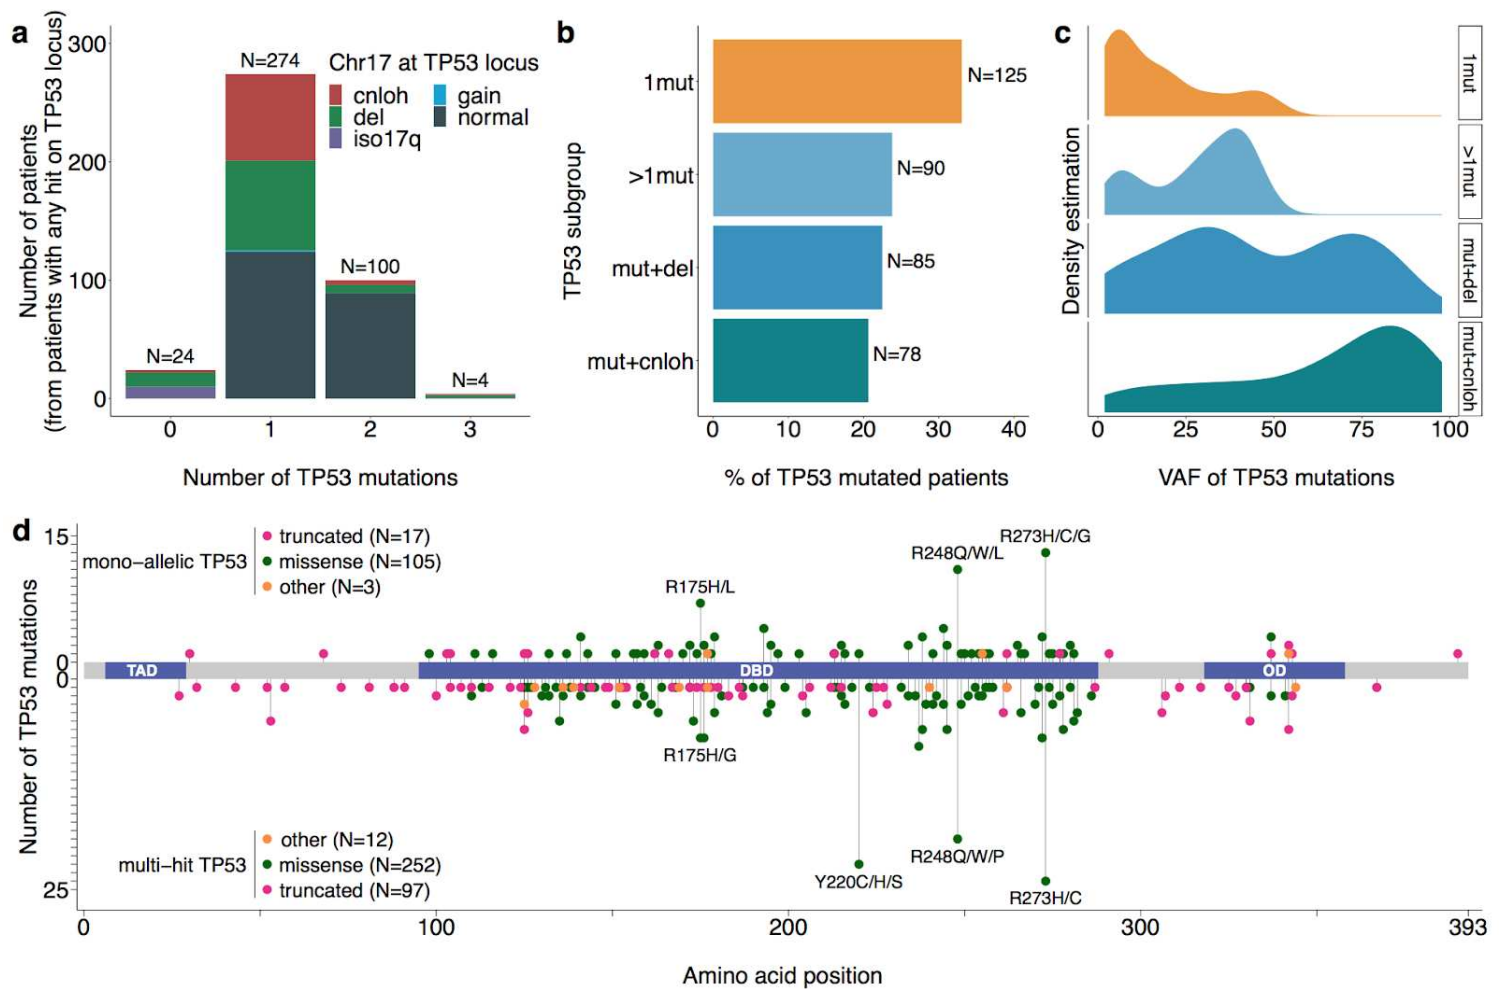 a
Number of patients
(from patients with any hit on TP53 locus)
300
200
100
0
N=24
N=274
N=100
N=4
Chr17 at TP53 locus
cnloh
del
iso17q
gain
normal
0 1 2 3
Number of TP53 mutations
b
TP53 subgroup
1mut
>1mut
mut+del
mut+cnloh
N=125
N=90
N=85
N=78
0 10 20 30 40
% of TP53 mutated patients
c
Density estimation
1mut
>1mut
mut+del
mut+cnloh
0 25 50 75 100
VAF of TP53 mutations
d
Number of TP53 mutations
15
0
0
25
mono-allelic TP53
truncated (N=17)
missense (N=105)
other (N=3)
R175H/L
R248Q/W/L
R273H/C/G
TAD
DBD
OD
R175H/G
Y220C/H/S
R248Q/W/P
R273H/C
multi-hit TP53
other (N=12)
missense (N=252)
truncated (N=97)
0 100 200 300 393
Amino acid position